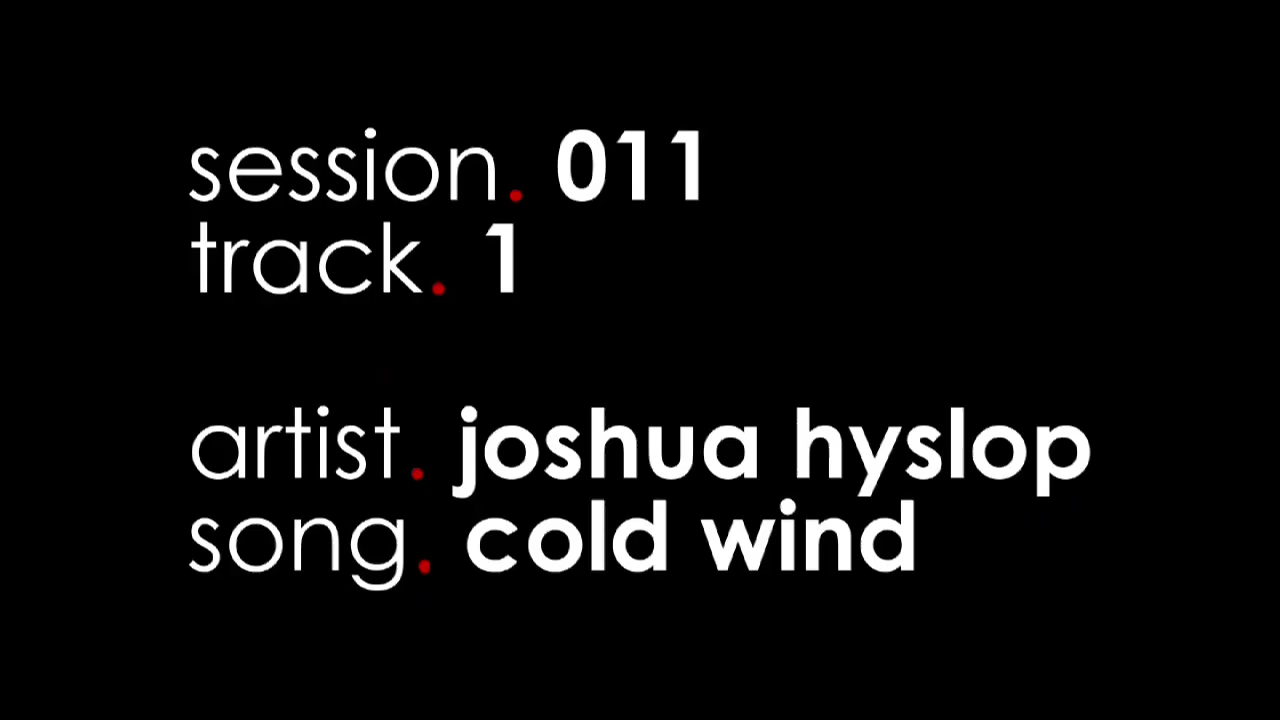 session. 011
track. 1
artist. joshua hyslop
song. cold wind